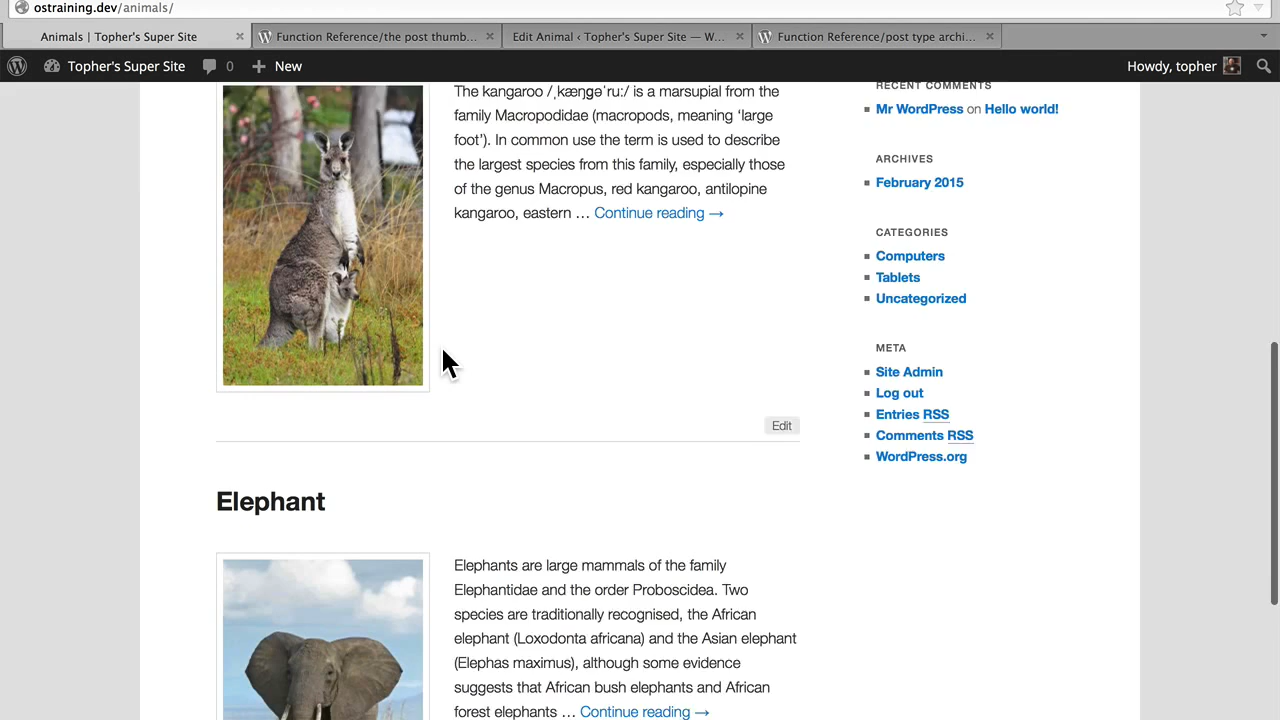 ostraining.dev/animals/
Animals | Topher's Super Site
Function Reference/the post thumb...
Edit Animal ‹ Topher's Super Site — W...
Function Reference/post type archi...
Topher's Super Site
0
New
Howdy, topher
The kangaroo /ˌkæŋɡəˈruː/ is a marsupial from the
family Macropodidae (macropods, meaning ‘large
foot’). In common use the term is used to describe
the largest species from this family, especially those
of the genus Macropus, red kangaroo, antilopine
kangaroo, eastern … Continue reading →
Edit
Elephant
Elephants are large mammals of the family
Elephantidae and the order Proboscidea. Two
species are traditionally recognised, the African
elephant (Loxodonta africana) and the Asian elephant
(Elephas maximus), although some evidence
suggests that African bush elephants and African
forest elephants … Continue reading →
RECENT COMMENTS
Mr WordPress on Hello world!
ARCHIVES
February 2015
CATEGORIES
Computers
Tablets
Uncategorized
META
Site Admin
Log out
Entries RSS
Comments RSS
WordPress.org